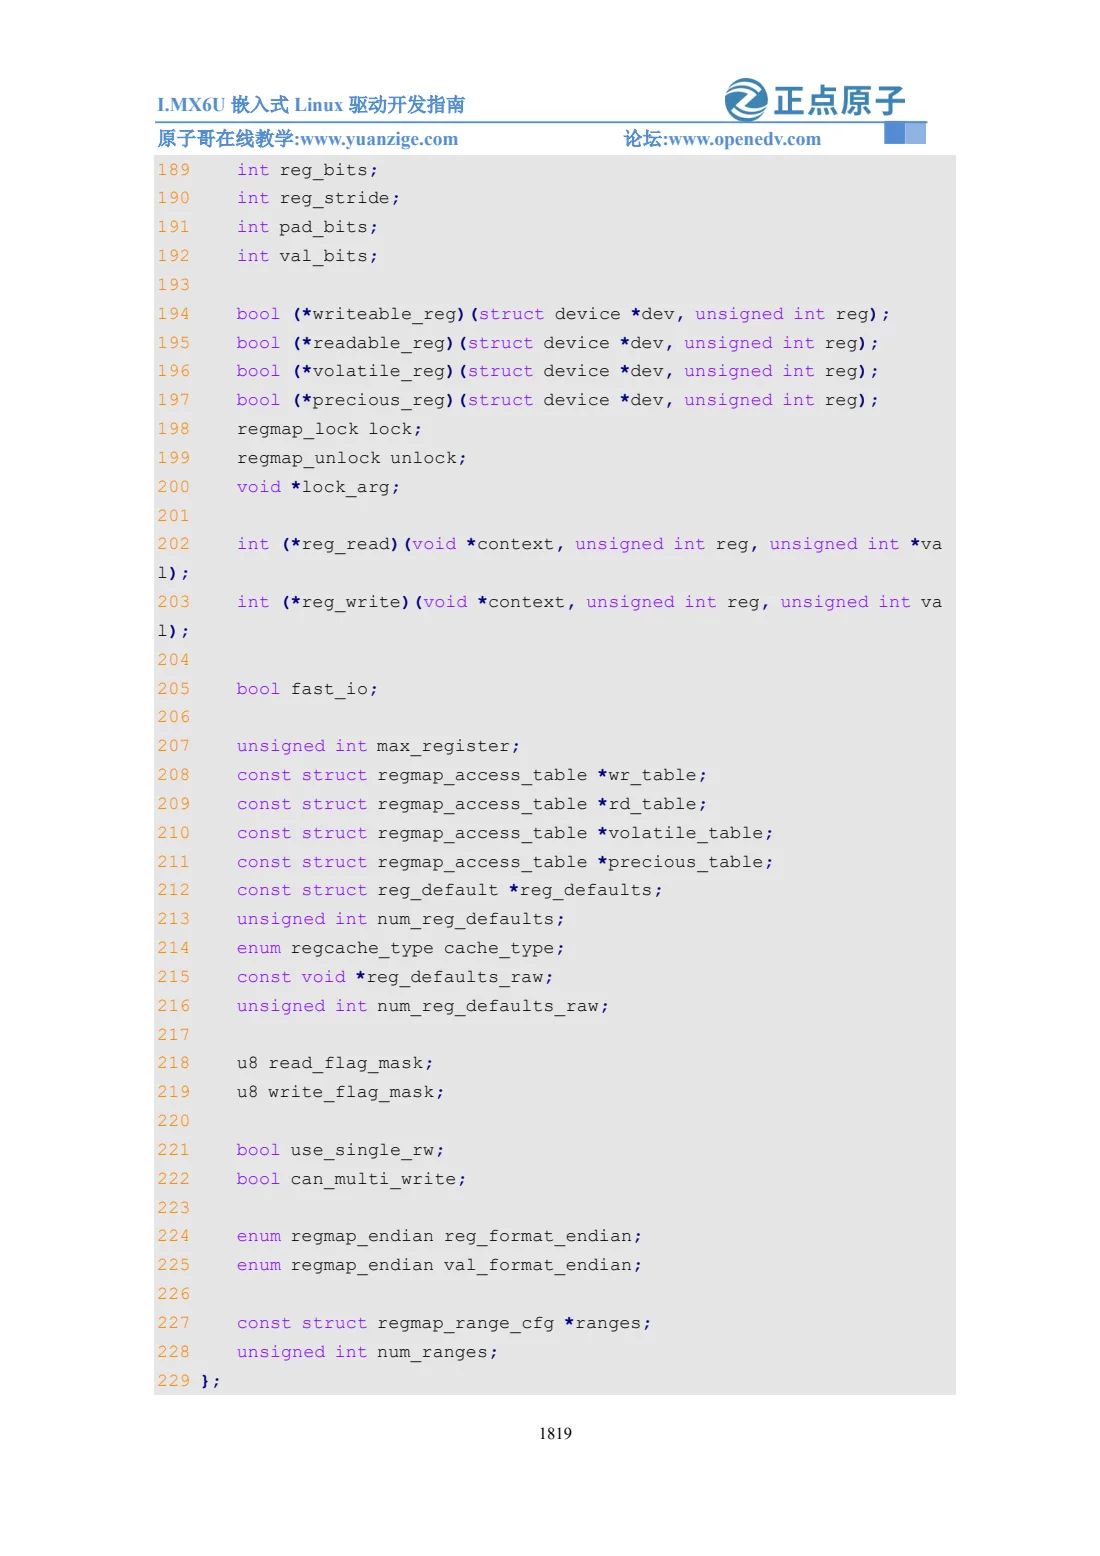 I.MX6U 嵌入式 Linux 驱动开发指南
正点原子
原子哥在线教学:www.yuanzige.com 论坛:www.openedv.com
189 int reg_bits;
190 int reg_stride;
191 int pad_bits;
192 int val_bits;
193
194 bool (*writeable_reg)(struct device *dev, unsigned int reg);
195 bool (*readable_reg)(struct device *dev, unsigned int reg);
196 bool (*volatile_reg)(struct device *dev, unsigned int reg);
197 bool (*precious_reg)(struct device *dev, unsigned int reg);
198 regmap_lock lock;
199 regmap_unlock unlock;
200 void *lock_arg;
201
202 int (*reg_read)(void *context, unsigned int reg, unsigned int *va
l);
203 int (*reg_write)(void *context, unsigned int reg, unsigned int va
l);
204
205 bool fast_io;
206
207 unsigned int max_register;
208 const struct regmap_access_table *wr_table;
209 const struct regmap_access_table *rd_table;
210 const struct regmap_access_table *volatile_table;
211 const struct regmap_access_table *precious_table;
212 const struct reg_default *reg_defaults;
213 unsigned int num_reg_defaults;
214 enum regcache_type cache_type;
215 const void *reg_defaults_raw;
216 unsigned int num_reg_defaults_raw;
217
218 u8 read_flag_mask;
219 u8 write_flag_mask;
220
221 bool use_single_rw;
222 bool can_multi_write;
223
224 enum regmap_endian reg_format_endian;
225 enum regmap_endian val_format_endian;
226
227 const struct regmap_range_cfg *ranges;
228 unsigned int num_ranges;
229 };
1819